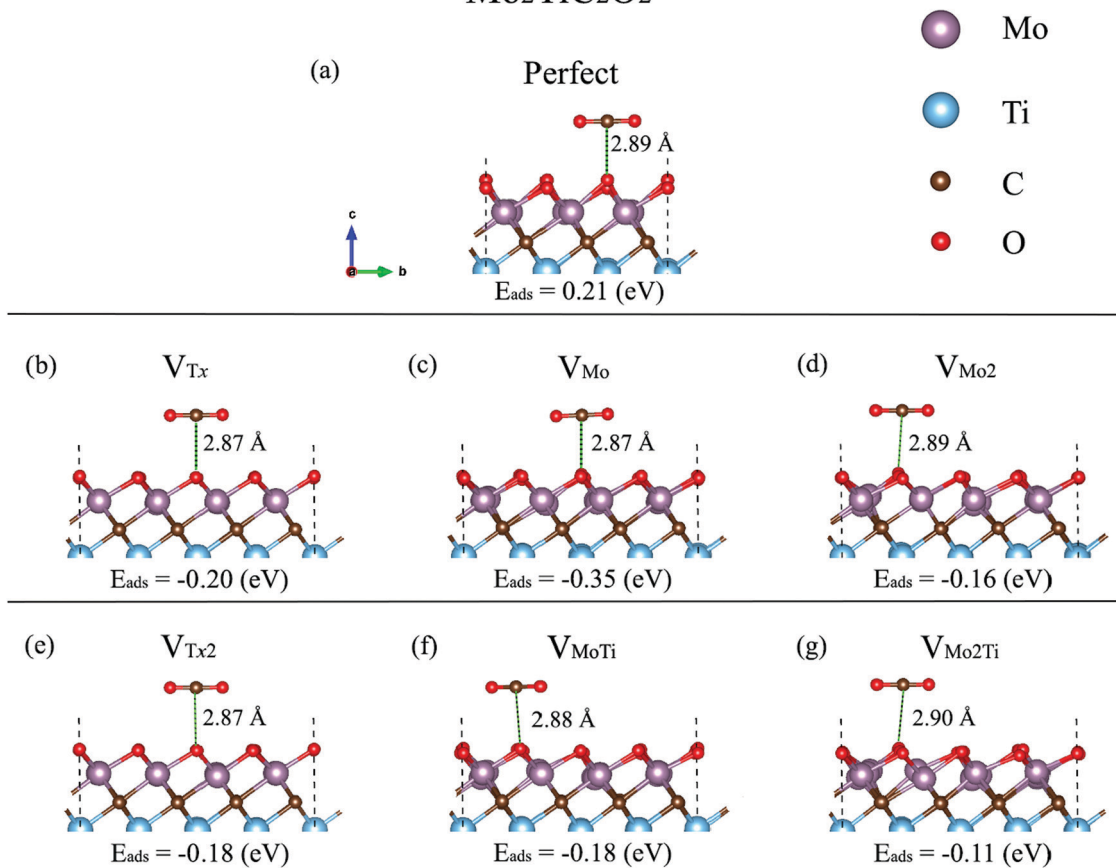 Mo2TiC2O2
(a) Perfect
2.89 Å
c
a
b
Eads = 0.21 (eV)
Mo
Ti
C
O
(b) VTx
2.87 Å
Eads = -0.20 (eV)
(c) VMo
2.87 Å
Eads = -0.35 (eV)
(d) VMo2
2.89 Å
Eads = -0.16 (eV)
(e) VTx2
2.87 Å
Eads = -0.18 (eV)
(f) VMoTi
2.88 Å
Eads = -0.18 (eV)
(g) VMo2Ti
2.90 Å
Eads = -0.11 (eV)